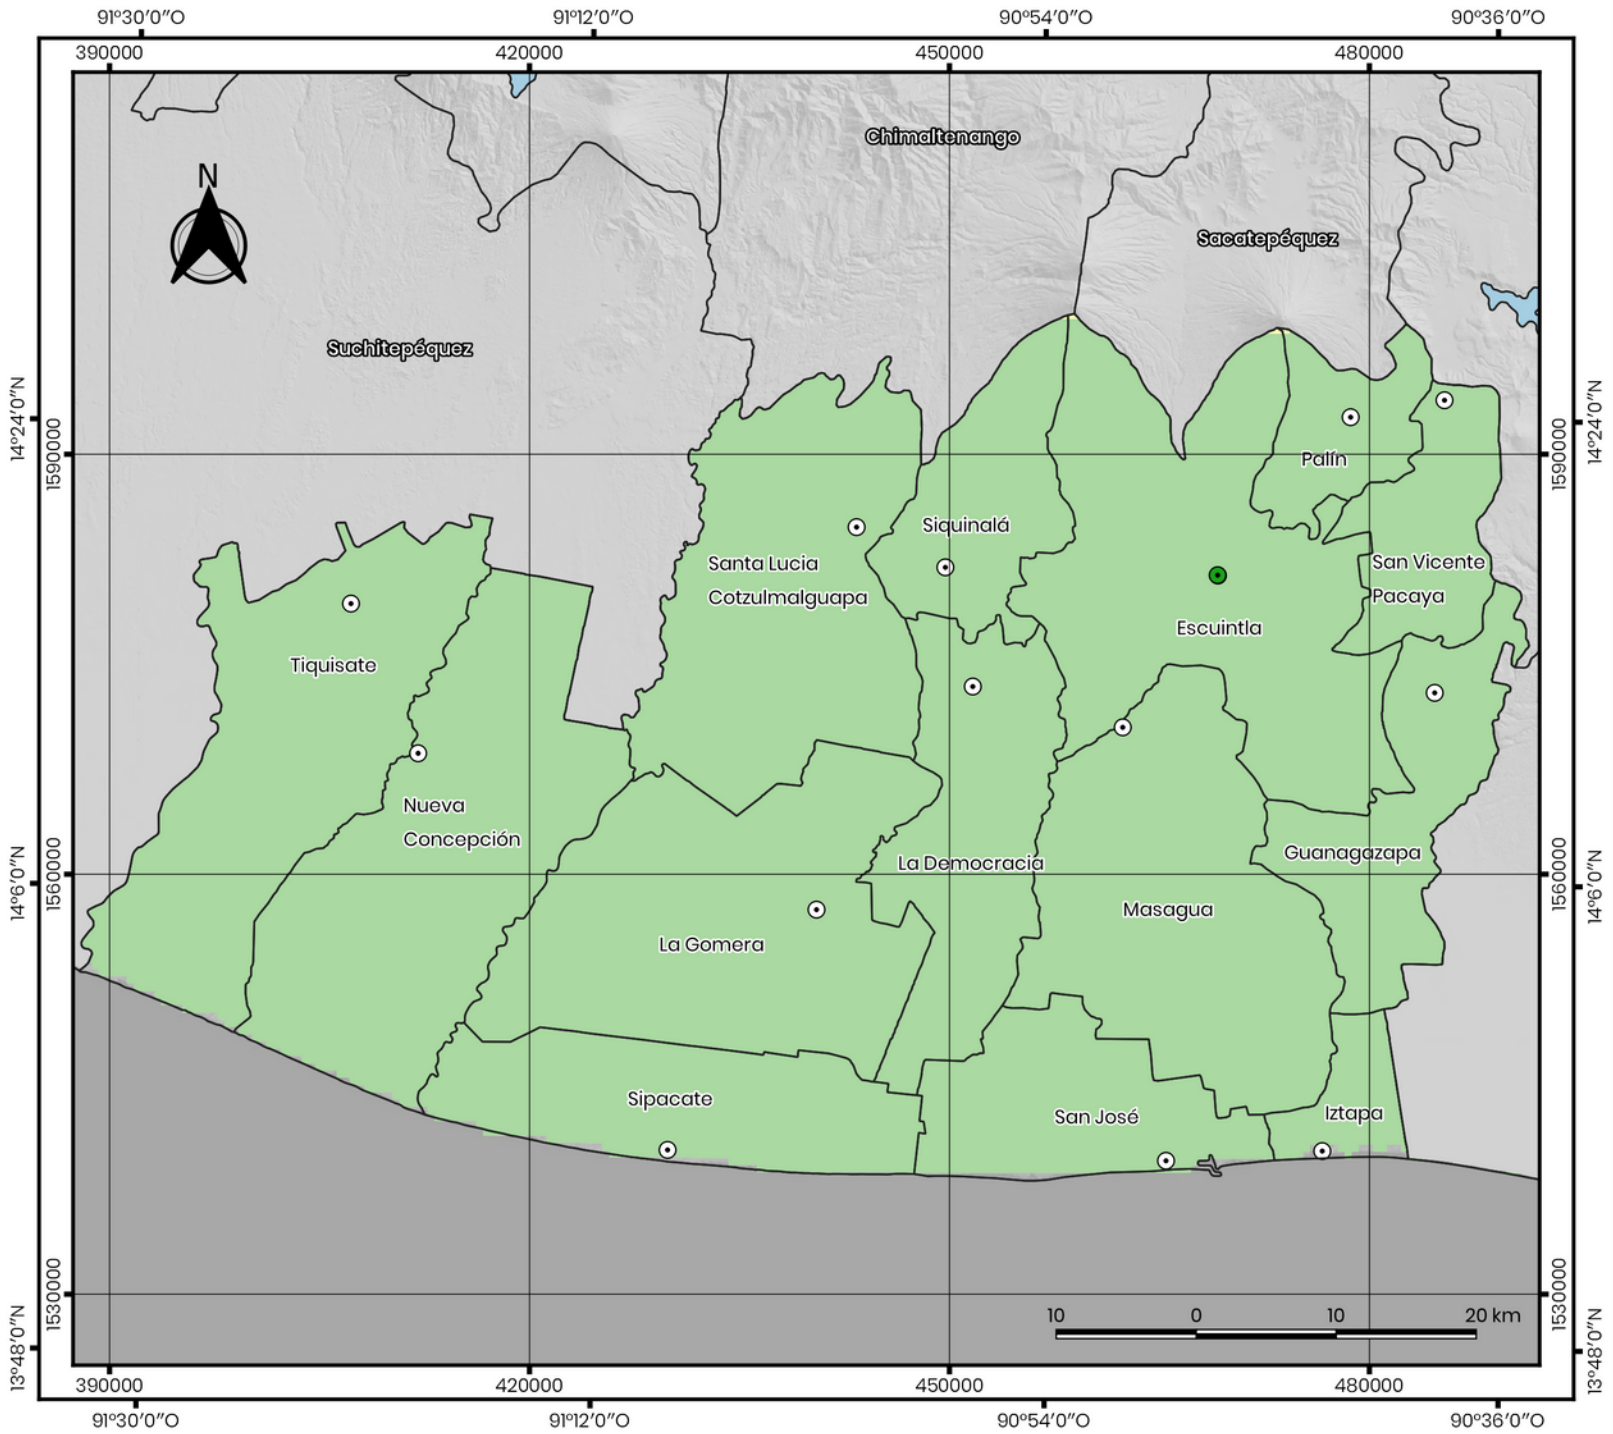 91°30′0″O 91°12′0″O 90°54′0″O 90°36′0″O
390000 420000 450000 480000
Chimaltenango
N
Sacatepéquez
Suchitepéquez
14°24′0″N 14°24′0″N
1590000 1590000
Palín
Siquinalá
Santa Lucia
Cotzulmalguapa
San Vicente
Pacaya
Escuintla
Tiquisate
Nueva
Concepción
La Democracia
Guanagazapa
14°6′0″N 14°6′0″N
1560000 1560000
Masagua
La Gomera
Sipacate
San José
Iztapa
1530000 1530000
13°48′0″N 13°48′0″N
10 0 10 20 km
390000 420000 450000 480000
91°30′0″O 91°12′0″O 90°54′0″O 90°36′0″O